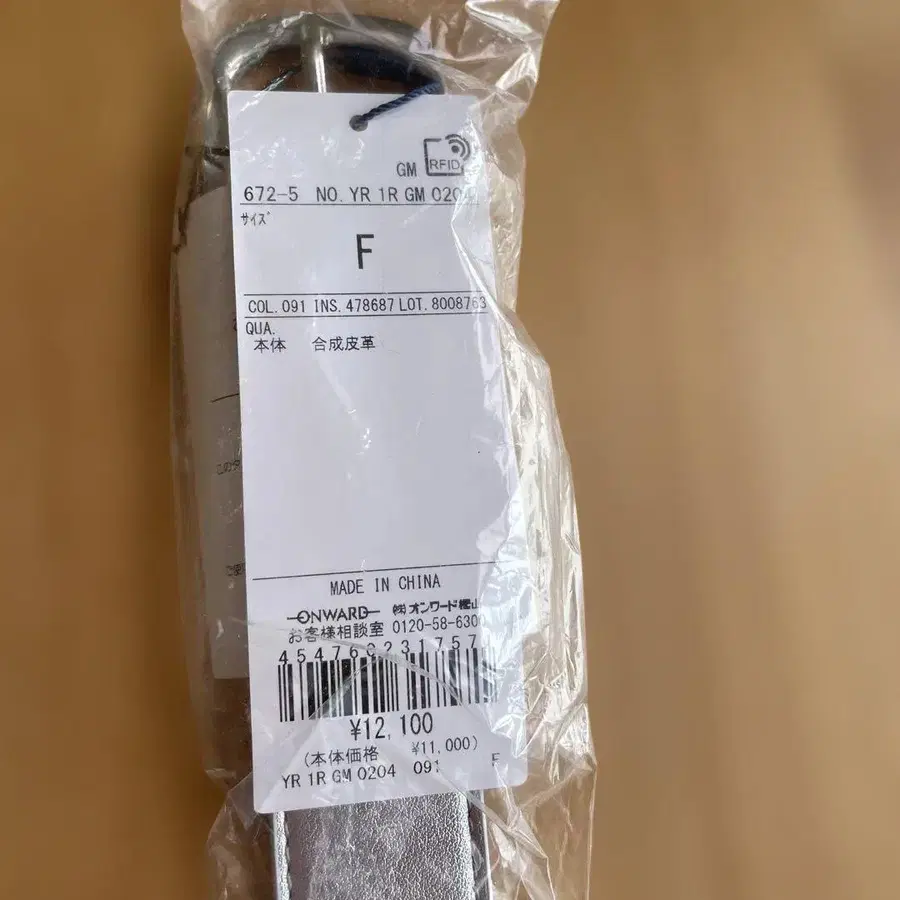 GM RFID
672-5 NO. YR 1R GM 0204
サイズ
F
COL. 091 INS. 478687 LOT. 8008763
QUA.
本体 合成皮革
MADE IN CHINA
ONWARD ㈱オンワード樫山
お客様相談室 0120-58-6300
¥12,100
(本体価格 ¥11,000)
YR 1R GM 0204 091 F